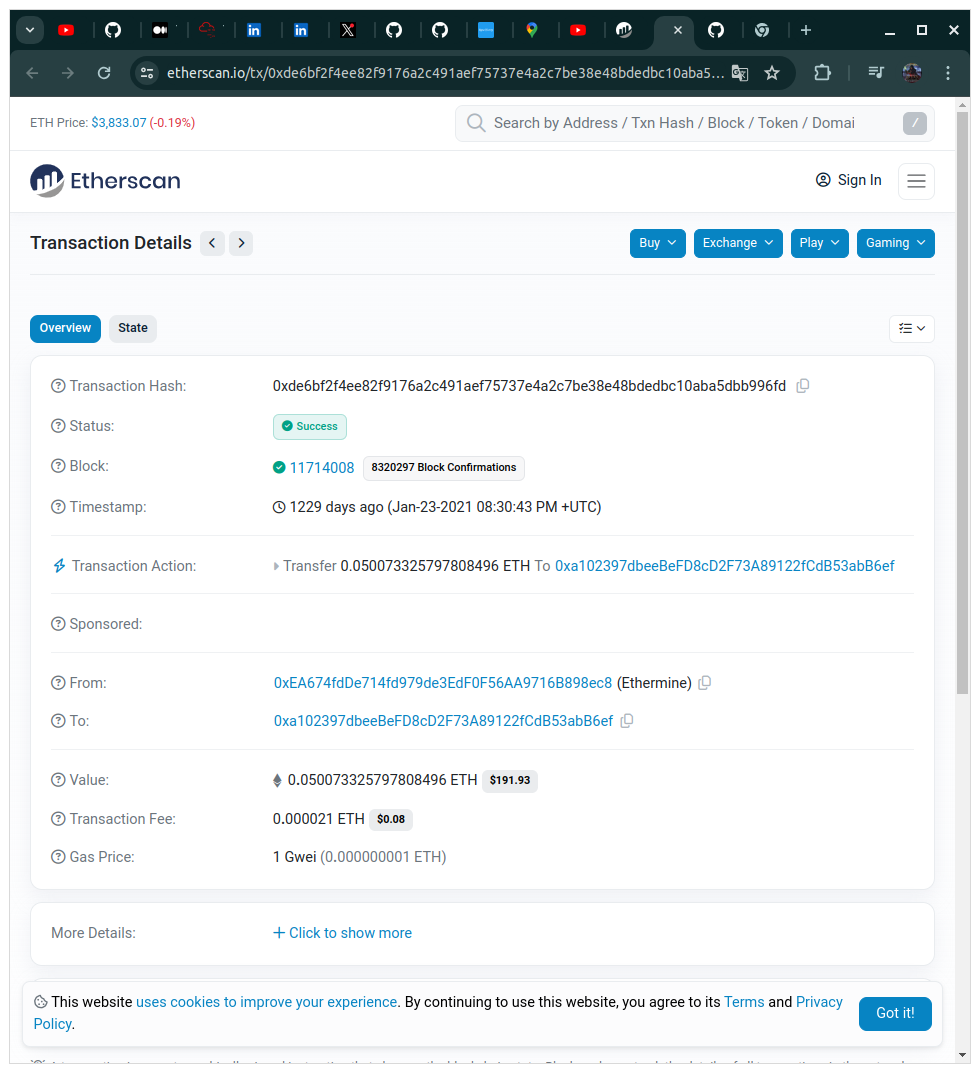 etherscan.io/tx/0xde6bf2f4ee82f9176a2c491aef75737e4a2c7be38e48bdedbc10aba5...
ETH Price: $3,833.07 (-0.19%)
Search by Address / Txn Hash / Block / Token / Domai
/
Etherscan
Sign In
Transaction Details
Buy
Exchange
Play
Gaming
Overview
State
Transaction Hash: 0xde6bf2f4ee82f9176a2c491aef75737e4a2c7be38e48bdedbc10aba5dbb996fd
Status: Success
Block: 11714008 8320297 Block Confirmations
Timestamp: 1229 days ago (Jan-23-2021 08:30:43 PM +UTC)
Transaction Action: Transfer 0.050073325797808496 ETH To 0xa102397dbeeBeFD8cD2F73A89122fCdB53abB6ef
Sponsored:
From: 0xEA674fdDe714fd979de3EdF0F56AA9716B898ec8 (Ethermine)
To: 0xa102397dbeeBeFD8cD2F73A89122fCdB53abB6ef
Value: 0.050073325797808496 ETH $191.93
Transaction Fee: 0.000021 ETH $0.08
Gas Price: 1 Gwei (0.000000001 ETH)
More Details: + Click to show more
This website uses cookies to improve your experience. By continuing to use this website, you agree to its Terms and Privacy
Policy.
Got it!